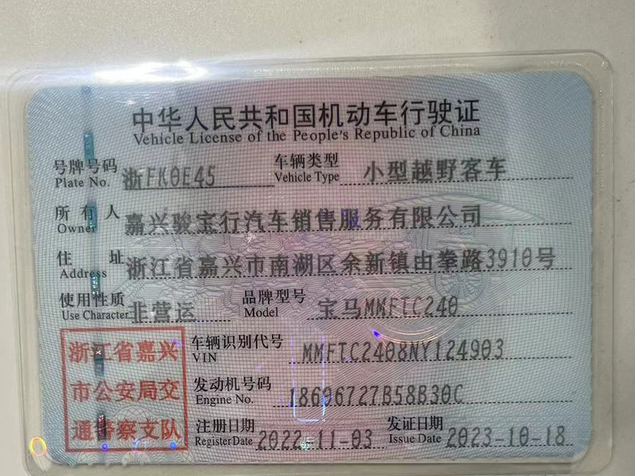 中华人民共和国机动车行驶证
Vehicle License of the People's Republic of China
号牌号码 浙FK0E45 车辆类型 小型越野客车
Plate No. Vehicle Type
所有人 嘉兴骏宝行汽车销售服务有限公司
Owner
住址 浙江省嘉兴市南湖区余新镇由拳路3910号
Address
使用性质 非营运 品牌型号 宝马MMFTC240
Use Character Model
浙江省嘉兴 车辆识别代号 MMFTC2408NY124903
VIN
市公安局交 发动机号码 18696727B58B30C
Engine No.
通警察支队 注册日期 2022-11-03 发证日期 2023-10-18
Register Date Issue Date